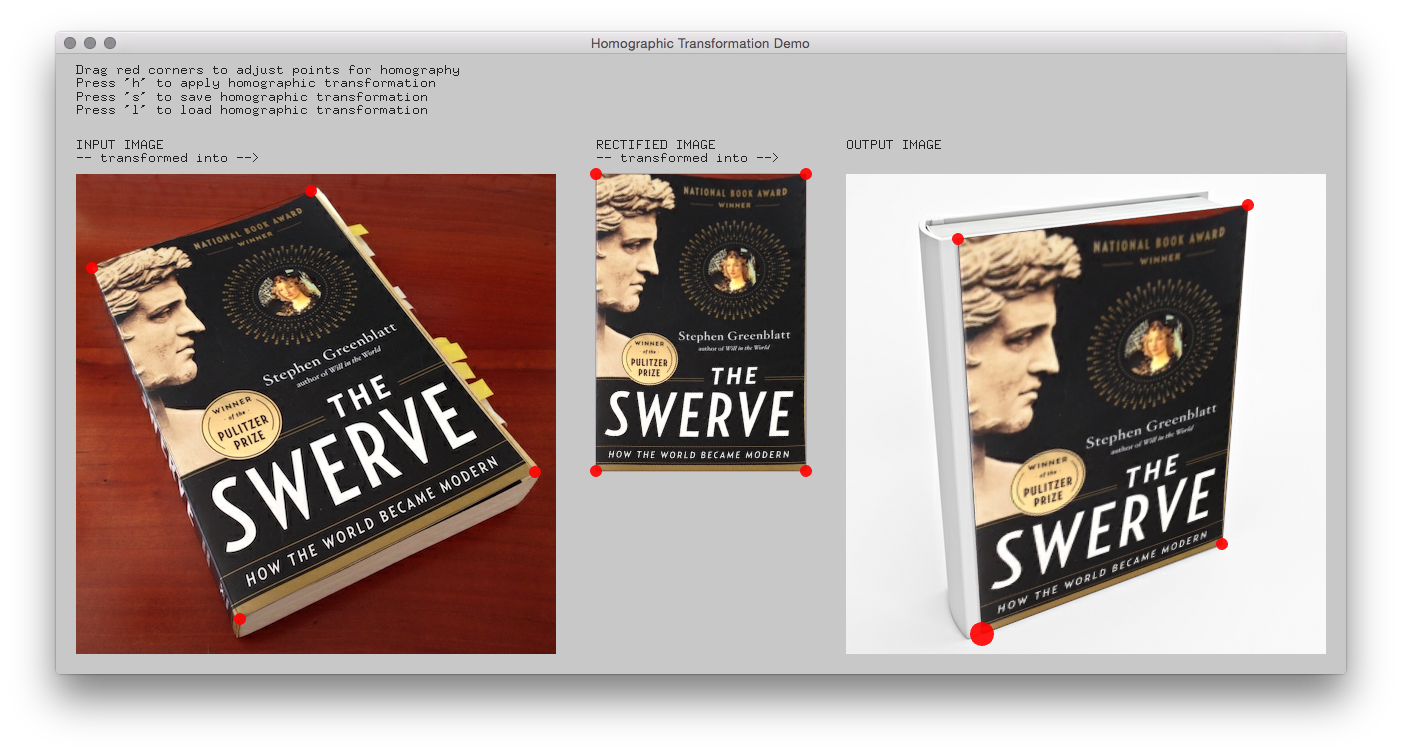 Homographic Transformation Demo
Drag red corners to adjust points for homography
Press 'h' to apply homographic transformation
Press 's' to save homographic transformation
Press 'l' to load homographic transformation
INPUT IMAGE
-- transformed into -->
NATIONAL BOOK AWARD
WINNER
Stephen Greenblatt
author of Will in the World
WINNER
of the
PULITZER
PRIZE
THE
SWERVE
HOW THE WORLD BECAME MODERN
RECTIFIED IMAGE
-- transformed into -->
NATIONAL BOOK AWARD
WINNER
Stephen Greenblatt
author of Will in the World
WINNER
of the
PULITZER
PRIZE
THE
SWERVE
HOW THE WORLD BECAME MODERN
OUTPUT IMAGE
NATIONAL BOOK AWARD
WINNER
Stephen Greenblatt
author of Will in the World
WINNER
of the
PULITZER
PRIZE
THE
SWERVE
HOW THE WORLD BECAME MODERN